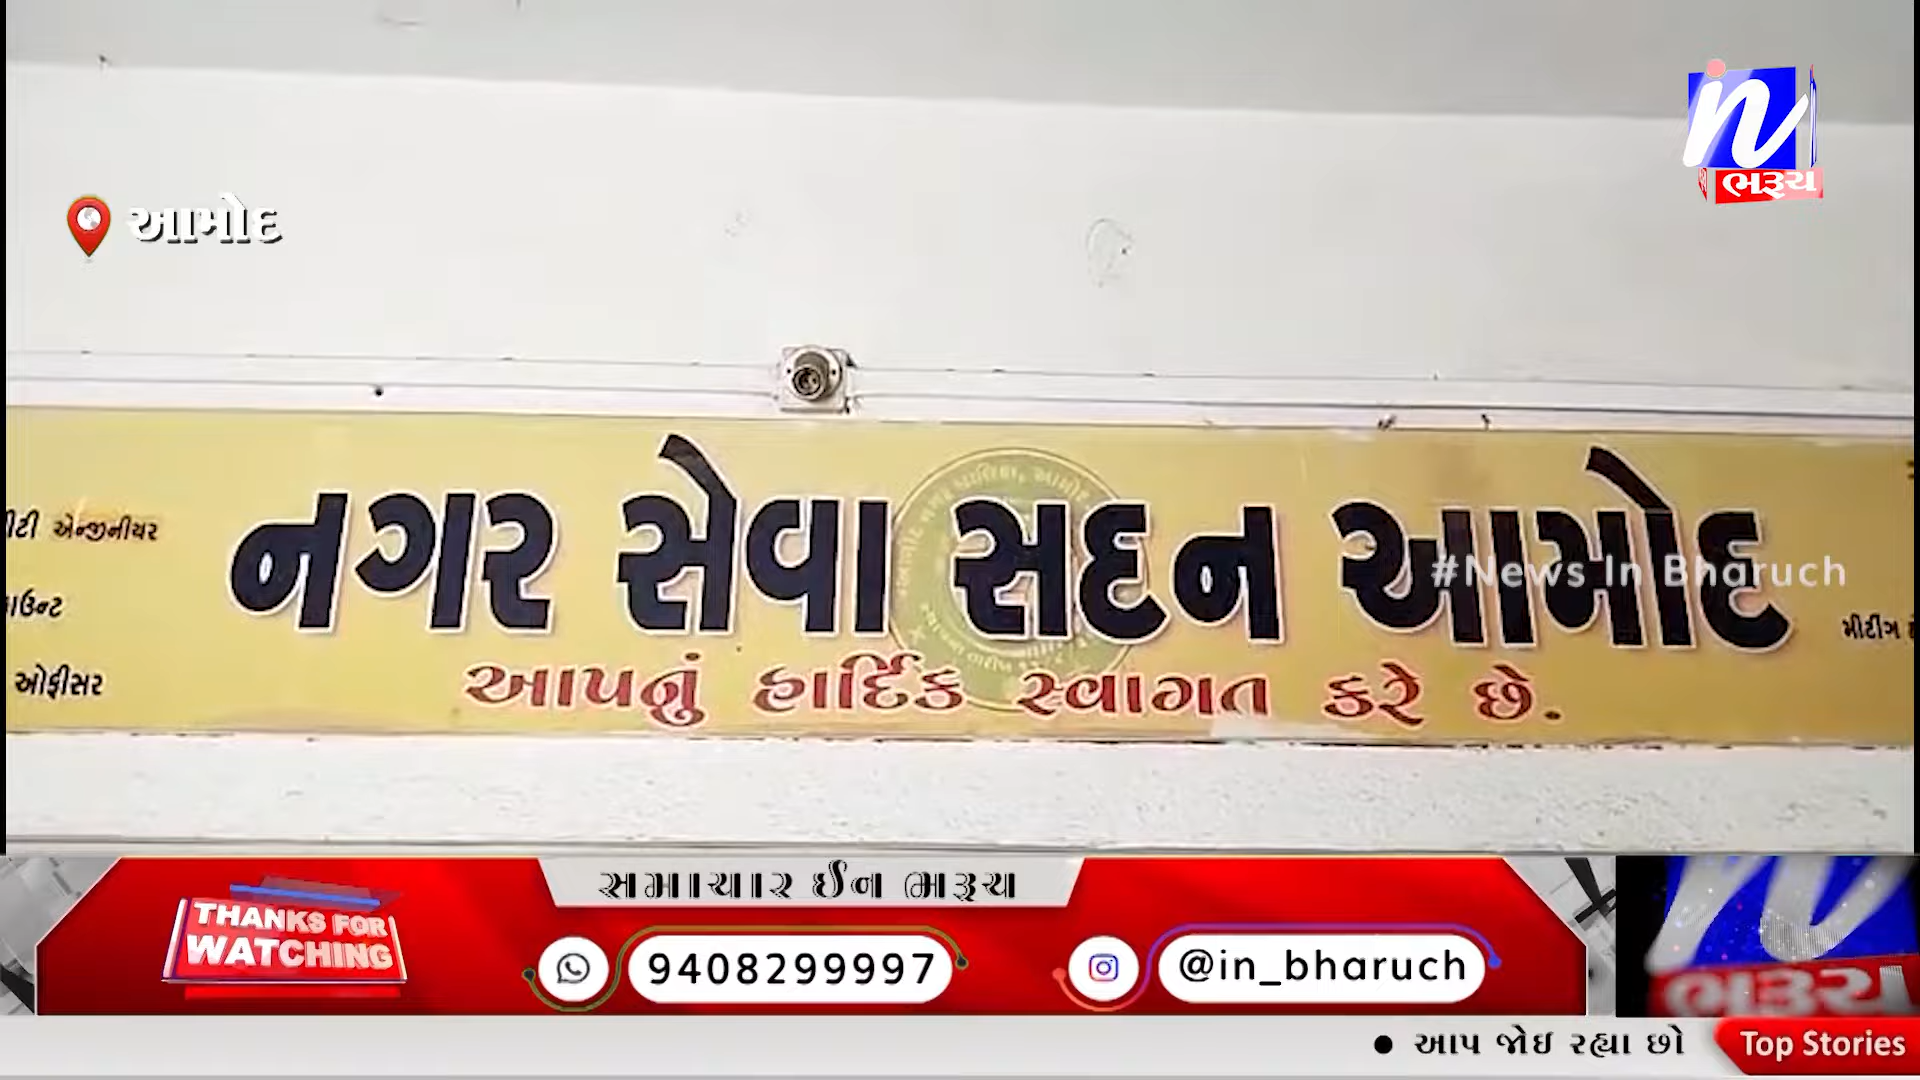 in
ભરૂચ
આમોદ
એન્જીનીયર
નગર સેવા સદન આમોદ
#News In Bharuch
ઓફીસર
આપનું હાર્દિક સ્વાગત કરે છે.
મીટીંગ
સમાચાર ઈન ભરૂચ
THANKS FOR
WATCHING
9408299997
@in_bharuch
ભરૂચ
• આપ જોઇ રહ્યા છો
Top Stories